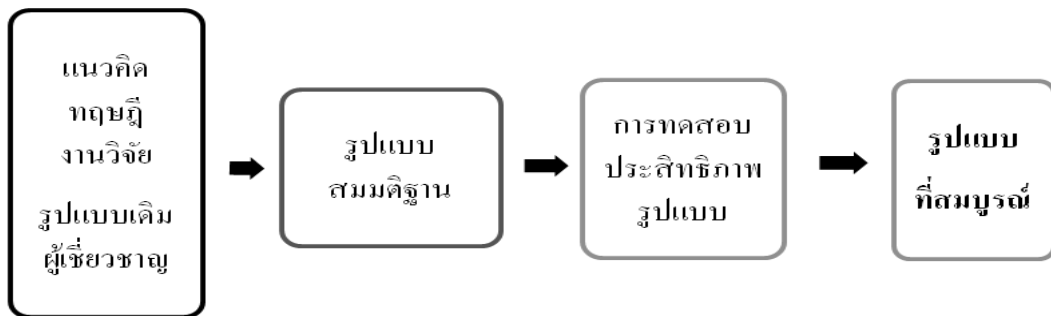 แนวคิด
ทฤษฎี
งานวิจัย
รูปแบบเดิม
ผู้เชี่ยวชาญ
รูปแบบ
สมมติฐาน
การทดสอบ
ประสิทธิภาพ
รูปแบบ
รูปแบบ
ที่สมบูรณ์